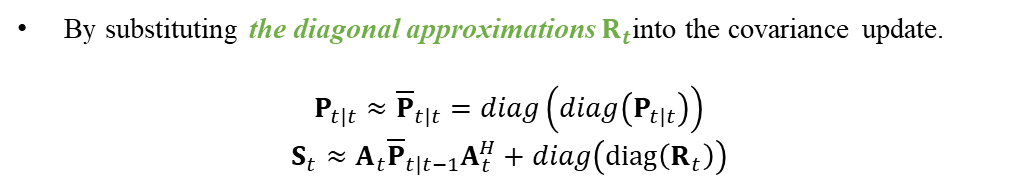 • By substituting the diagonal approximations R_t into the covariance update.
P_{t|t} ≈ P̅_{t|t} = diag(diag(P_{t|t}))
S_t ≈ A_t P̅_{t|t−1} A_t^H + diag(diag(R_t))